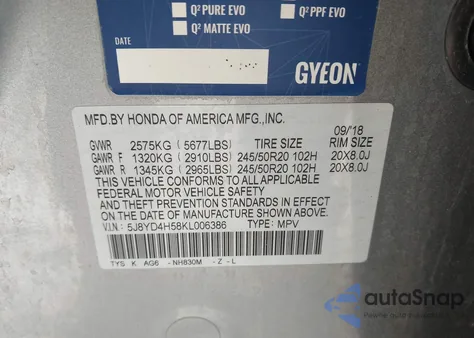 Q² PURE EVO
Q² PPF EVO
Q² MATTE EVO
DATE
GYEON
MFD.BY HONDA OF AMERICA MFG.,INC.
09/18
GVWR 2575KG (5677LBS) TIRE SIZE RIM SIZE
GAWR F 1320KG (2910LBS) 245/50R20 102H 20X8.0J
GAWR R 1345KG (2965LBS) 245/50R20 102H 20X8.0J
THIS VEHICLE CONFORMS TO ALL APPLICABLE
FEDERAL MOTOR VEHICLE SAFETY
AND THEFT PREVENTION STANDARDS IN EFFECT
ON THE DATE OF MANUFACTURE SHOWN ABOVE.
V.I.N: 5J8YD4H58KL006386 TYPE: MPV
TYS K AG6 -NH830M -Z-L
autoSnap